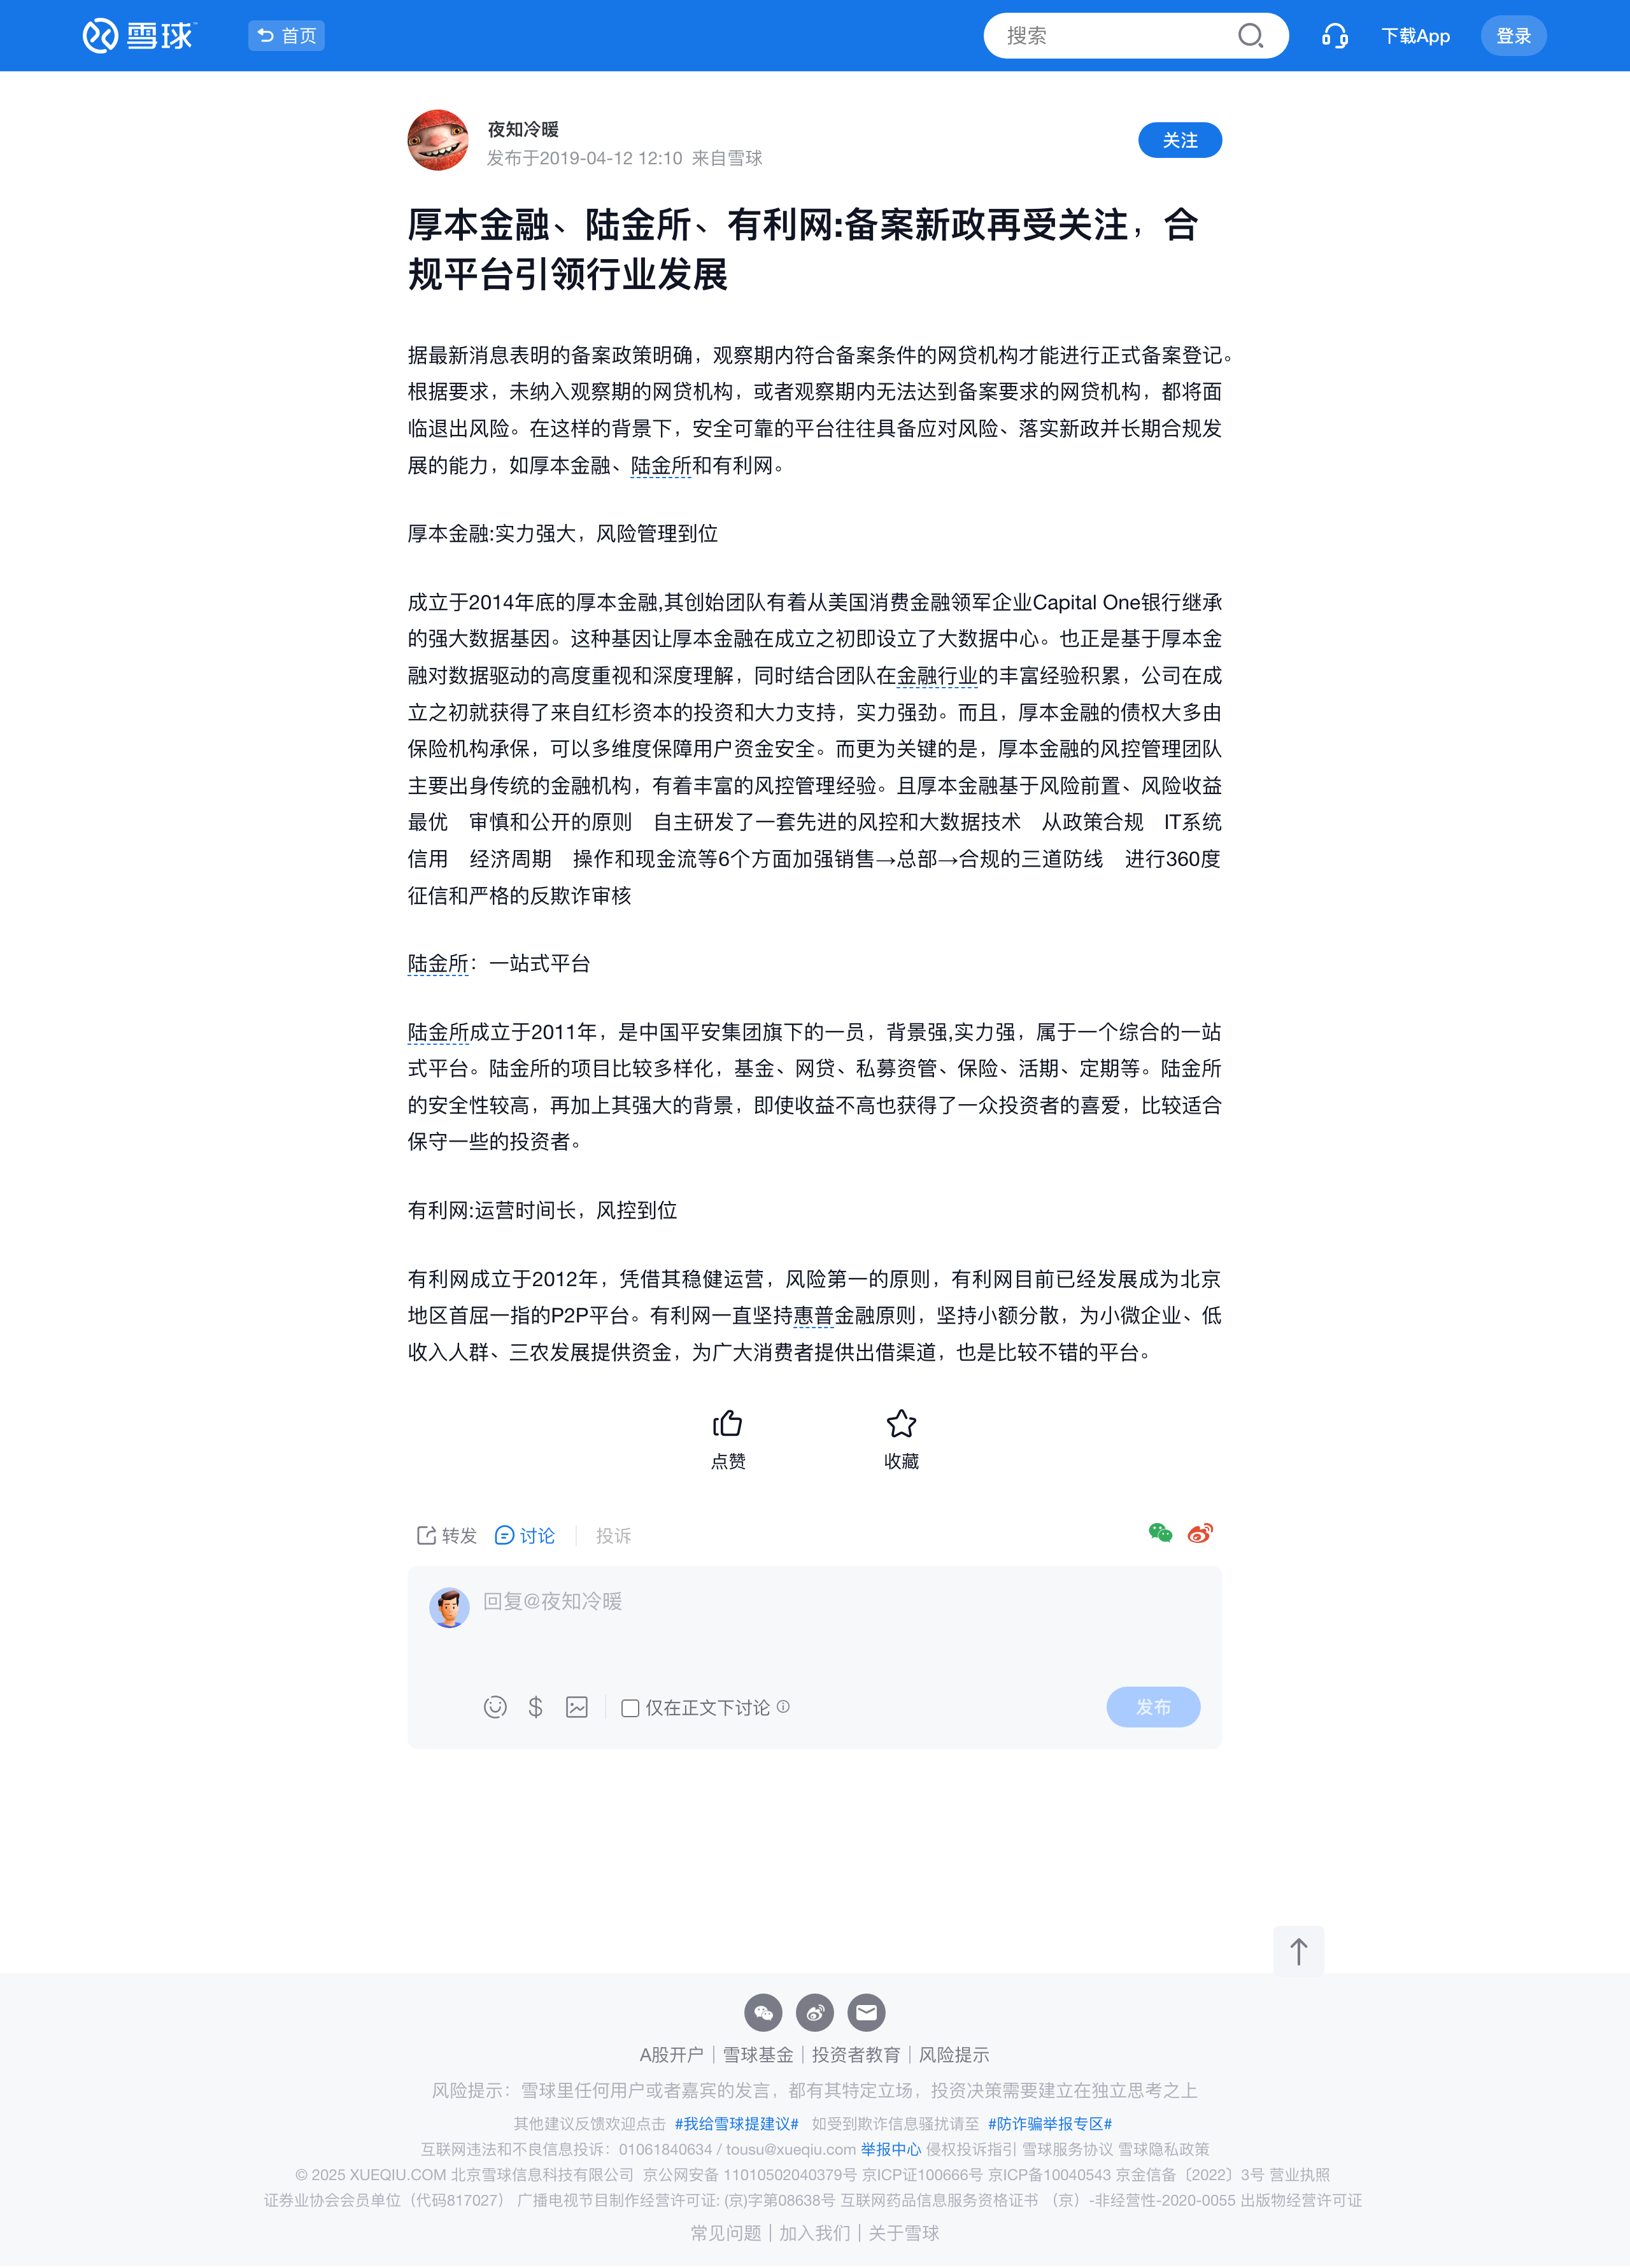 雪球™
首页
搜索
下载App
登录
夜知冷暖
发布于2019-04-12 12:10 来自雪球
关注
厚本金融、陆金所、有利网:备案新政再受关注，合
规平台引领行业发展
据最新消息表明的备案政策明确，观察期内符合备案条件的网贷机构才能进行正式备案登记。
根据要求，未纳入观察期的网贷机构，或者观察期内无法达到备案要求的网贷机构，都将面
临退出风险。在这样的背景下，安全可靠的平台往往具备应对风险、落实新政并长期合规发
展的能力，如厚本金融、陆金所和有利网。
厚本金融:实力强大，风险管理到位
成立于2014年底的厚本金融,其创始团队有着从美国消费金融领军企业Capital One银行继承
的强大数据基因。这种基因让厚本金融在成立之初即设立了大数据中心。也正是基于厚本金
融对数据驱动的高度重视和深度理解，同时结合团队在金融行业的丰富经验积累，公司在成
立之初就获得了来自红杉资本的投资和大力支持，实力强劲。而且，厚本金融的债权大多由
保险机构承保，可以多维度保障用户资金安全。而更为关键的是，厚本金融的风控管理团队
主要出身传统的金融机构，有着丰富的风控管理经验。且厚本金融基于风险前置、风险收益
最优　审慎和公开的原则　自主研发了一套先进的风控和大数据技术　从政策合规　IT系统
信用　经济周期　操作和现金流等6个方面加强销售→总部→合规的三道防线　进行360度
征信和严格的反欺诈审核
陆金所：一站式平台
陆金所成立于2011年，是中国平安集团旗下的一员，背景强,实力强，属于一个综合的一站
式平台。陆金所的项目比较多样化，基金、网贷、私募资管、保险、活期、定期等。陆金所
的安全性较高，再加上其强大的背景，即使收益不高也获得了一众投资者的喜爱，比较适合
保守一些的投资者。
有利网:运营时间长，风控到位
有利网成立于2012年，凭借其稳健运营，风险第一的原则，有利网目前已经发展成为北京
地区首屈一指的P2P平台。有利网一直坚持惠普金融原则，坚持小额分散，为小微企业、低
收入人群、三农发展提供资金，为广大消费者提供出借渠道，也是比较不错的平台。
点赞
收藏
转发 讨论 投诉
回复@夜知冷暖
仅在正文下讨论
发布
A股开户 | 雪球基金 | 投资者教育 | 风险提示
风险提示：雪球里任何用户或者嘉宾的发言，都有其特定立场，投资决策需要建立在独立思考之上
其他建议反馈欢迎点击 #我给雪球提建议# 如受到欺诈信息骚扰请至 #防诈骗举报专区#
互联网违法和不良信息投诉：01061840634 / tousu@xueqiu.com 举报中心 侵权投诉指引 雪球服务协议 雪球隐私政策
© 2025 XUEQIU.COM 北京雪球信息科技有限公司 京公网安备 11010502040379号 京ICP证100666号 京ICP备10040543 京金信备〔2022〕3号 营业执照
证券业协会会员单位（代码817027） 广播电视节目制作经营许可证: (京)字第08638号 互联网药品信息服务资格证书 （京）-非经营性-2020-0055 出版物经营许可证
常见问题 | 加入我们 | 关于雪球